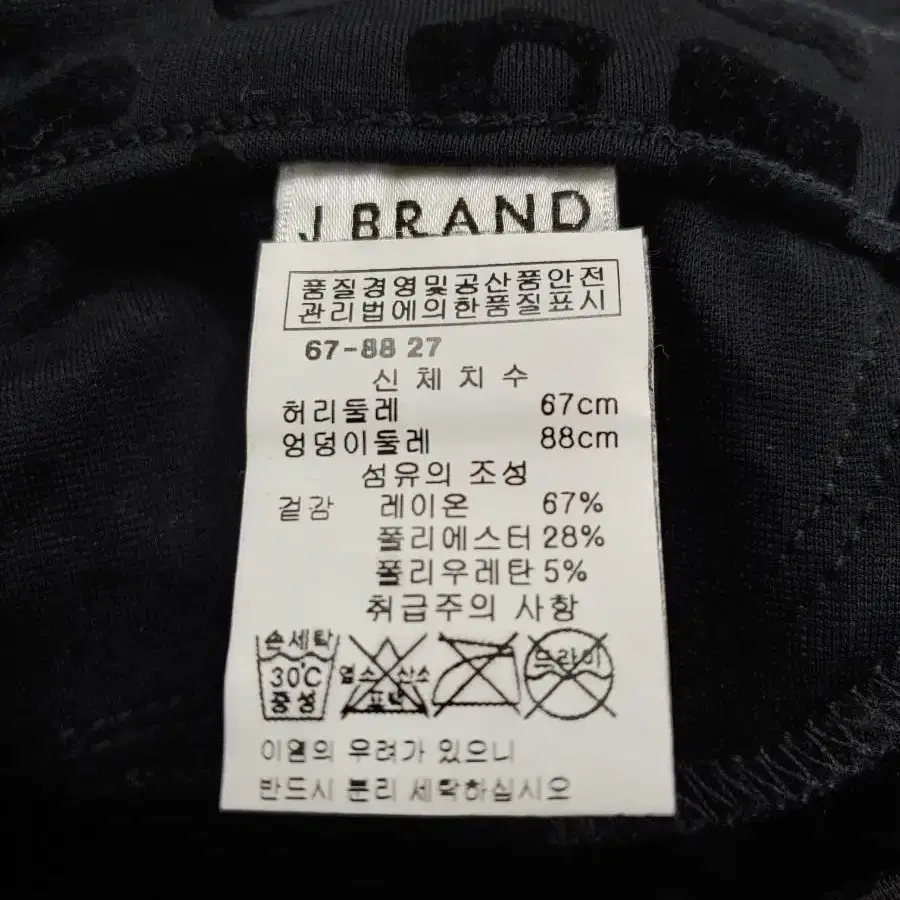 J BRAND
품질경영및공산품안전
관리법에의한품질표시
67-88 27
신체치수
허리둘레 67cm
엉덩이둘레 88cm
섬유의 조성
겉감 레이온 67%
폴리에스터 28%
폴리우레탄 5%
취급주의 사항
손세탁
30℃
중성
염소 산소
표백
드라이
이염의 우려가 있으니
반드시 분리 세탁하십시오